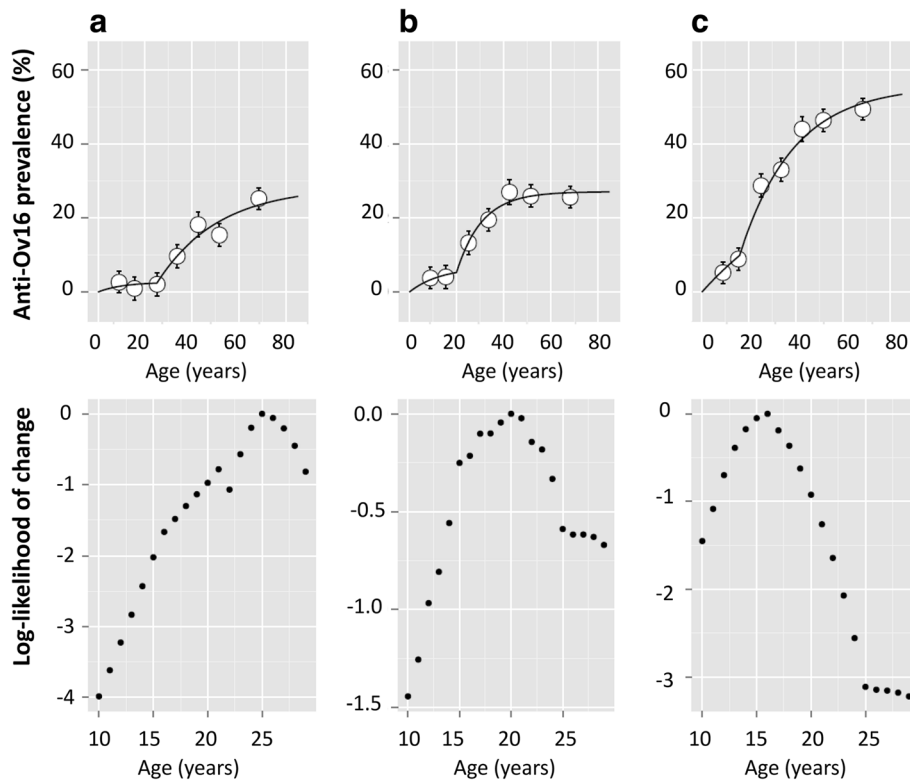 a b c
Anti-Ov16 prevalence (%)
60 60 60
40 40 40
20 20 20
0 0 0
0 20 40 60 80 0 20 40 60 80 0 20 40 60 80
Age (years) Age (years) Age (years)
Log-likelihood of change
0 0.0 0
-1 -0.5 -1
-2 -1.0 -2
-3 -1.5 -3
-4
10 15 20 25 10 15 20 25 10 15 20 25
Age (years) Age (years) Age (years)